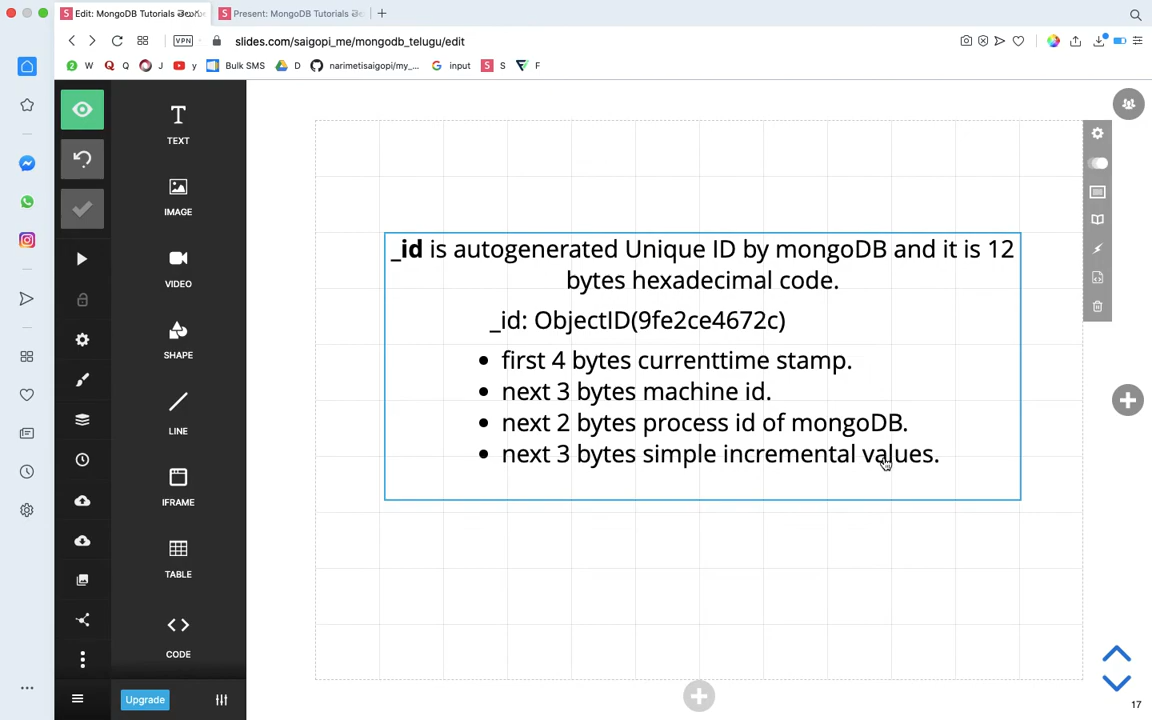 Edit: MongoDB Tutorials
Present: MongoDB Tutorials
VPN
slides.com/saigopi_me/mongodb_telugu/edit
W
Q
J
y
Bulk SMS
D
narimetisaigopi/my_...
input
S
F
TEXT
IMAGE
VIDEO
SHAPE
LINE
IFRAME
TABLE
CODE
Upgrade
_id is autogenerated Unique ID by mongoDB and it is 12
bytes hexadecimal code.
_id: ObjectID(9fe2ce4672c)
• first 4 bytes currenttime stamp.
• next 3 bytes machine id.
• next 2 bytes process id of mongoDB.
• next 3 bytes simple incremental values.
17